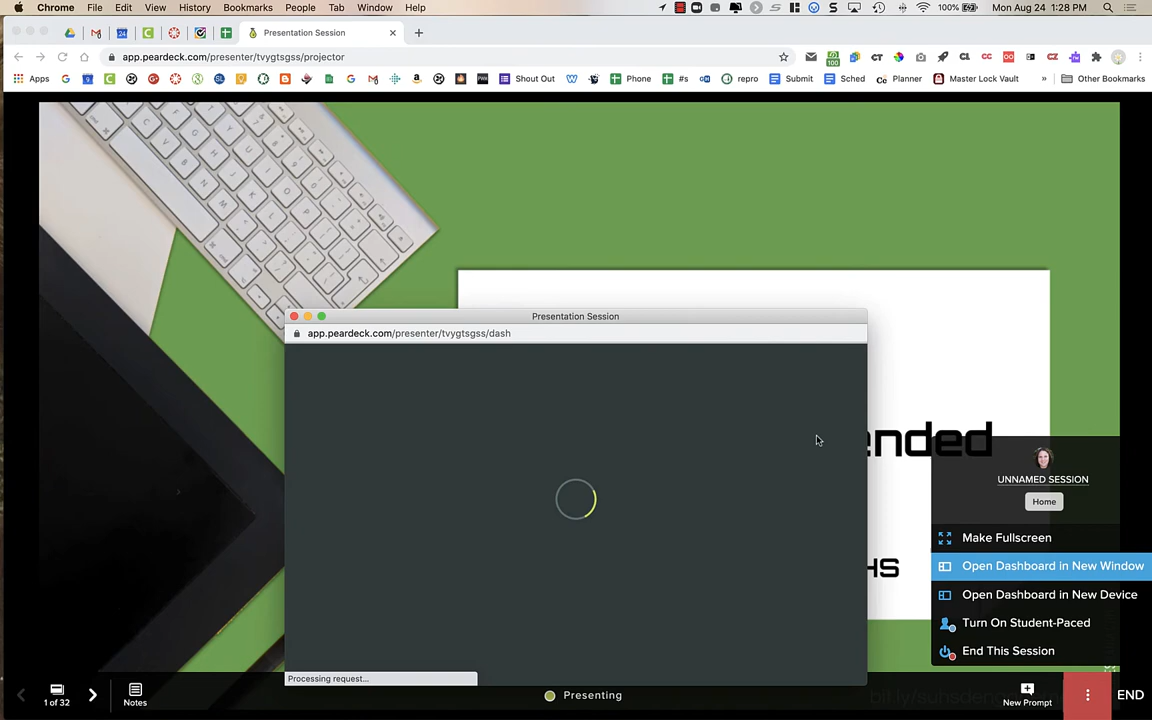 Chrome File Edit View History Bookmarks People Tab Window Help 100% Mon Aug 24 1:28 PM
Presentation Session
app.peardeck.com/presenter/tvygtsgss/projector
Apps Shout Out Phone #s repro Submit Sched Planner Master Lock Vault » Other Bookmarks
Presentation Session
app.peardeck.com/presenter/tvygtsgss/dash
ended
HS
UNNAMED SESSION
Home
Make Fullscreen
Open Dashboard in New Window
Open Dashboard in New Device
Turn On Student-Paced
End This Session
Processing request...
1 of 32
Notes
Presenting
New Prompt
END